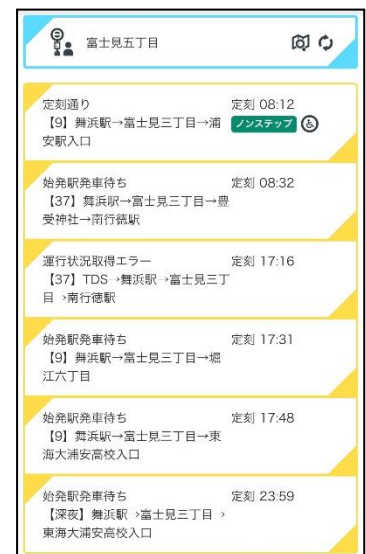 富士見五丁目
定刻通り 定刻 08:12
【9】舞浜駅→富士見三丁目→浦 ノンステップ
安駅入口
始発駅発車待ち 定刻 08:32
【37】舞浜駅→富士見三丁目→豊
受神社→南行徳駅
運行状況取得エラー 定刻 17:16
【37】TDS→舞浜駅→富士見三丁
目→南行徳駅
始発駅発車待ち 定刻 17:31
【9】舞浜駅→富士見三丁目→堀
江六丁目
始発駅発車待ち 定刻 17:48
【9】舞浜駅→富士見三丁目→東
海大浦安高校入口
始発駅発車待ち 定刻 23:59
【深夜】舞浜駅→富士見三丁目→
東海大浦安高校入口